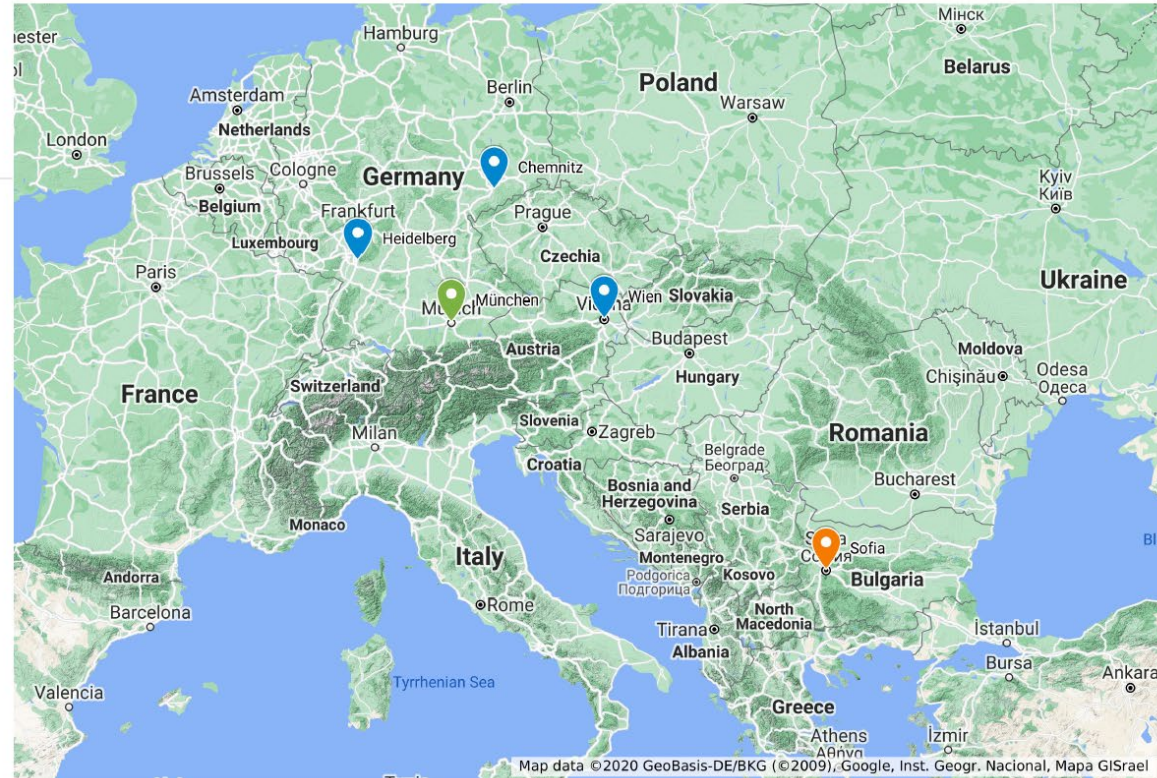 Мінск
Hamburg
Belarus
Poland
Berlin
Amsterdam
Warsaw
Netherlands
London
Chemnitz
Brussels
Cologne
Germany
Kyiv
Київ
Belgium
Frankfurt
Prague
Luxembourg
Heidelberg
Czechia
Paris
Ukraine
München
Wien
Slovakia
Budapest
Austria
Moldova
Hungary
Chișinău
Odesa
Одеса
Switzerland
France
Slovenia
Milan
Zagreb
Romania
Belgrade
Београд
Croatia
Bosnia and
Herzegovina
Bucharest
Serbia
Monaco
Sarajevo
Italy
Sofia
Montenegro
Andorra
Podgorica
Подгорица
Kosovo
Bulgaria
Barcelona
Rome
North
Macedonia
Tirana
İstanbul
Albania
Bursa
Ankara
Valencia
Tyrrhenian Sea
Greece
Athens
Αθήνα
İzmir
Map data ©2020 GeoBasis-DE/BKG (©2009), Google, Inst. Geogr. Nacional, Mapa GISrael